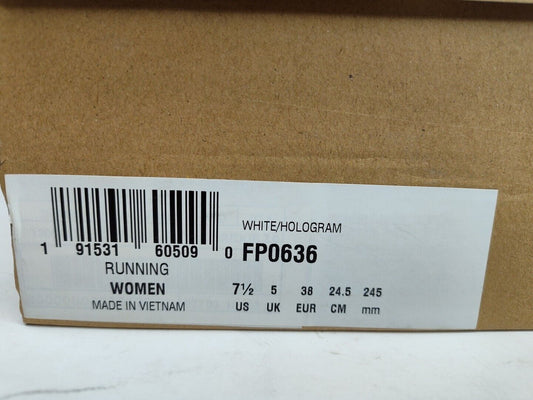 WHITE/HOLOGRAM
1 91531 60509 0 FP0636
RUNNING
WOMEN 7½ 5 38 24.5 245
MADE IN VIETNAM US UK EUR CM mm